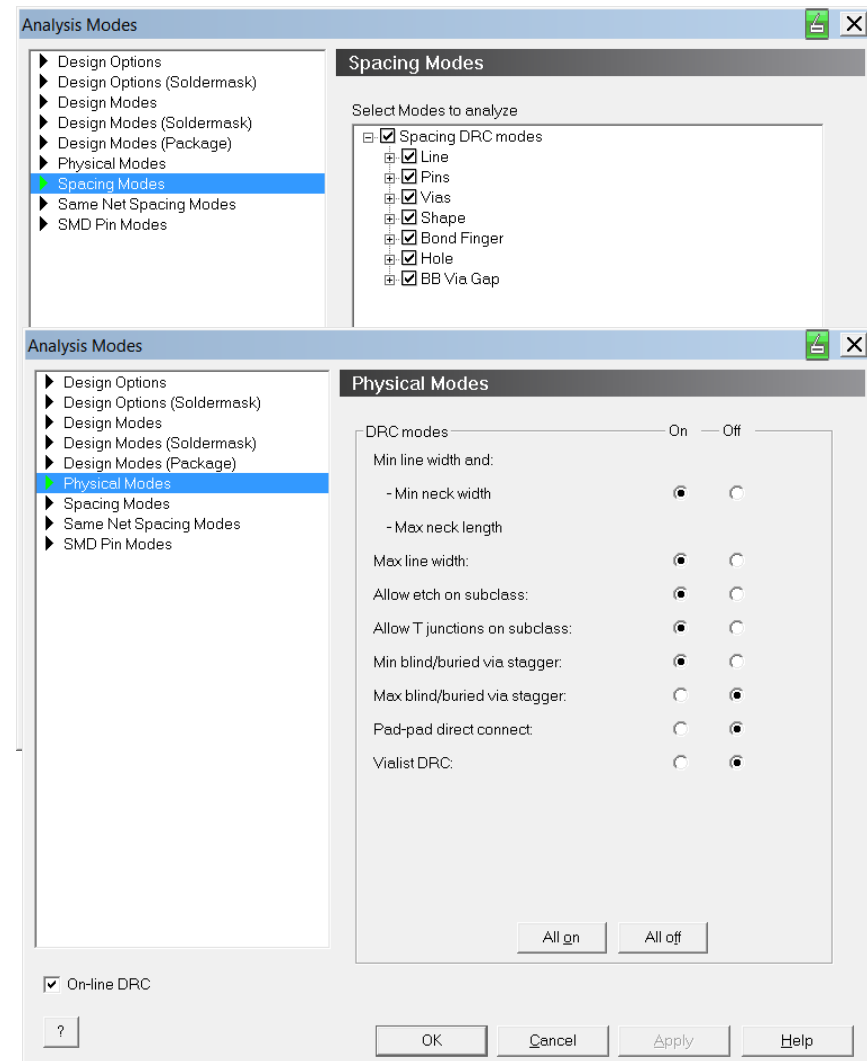 Analysis Modes
Design Options
Design Options (Soldermask)
Design Modes
Design Modes (Soldermask)
Design Modes (Package)
Physical Modes
Spacing Modes
Same Net Spacing Modes
SMD Pin Modes
Spacing Modes
Select Modes to analyze
Spacing DRC modes
Line
Pins
Vias
Shape
Bond Finger
Hole
BB Via Gap
Analysis Modes
Design Options
Design Options (Soldermask)
Design Modes
Design Modes (Soldermask)
Design Modes (Package)
Physical Modes
Spacing Modes
Same Net Spacing Modes
SMD Pin Modes
Physical Modes
DRC modes On Off
Min line width and:
- Min neck width
- Max neck length
Max line width:
Allow etch on subclass:
Allow T junctions on subclass:
Min blind/buried via stagger:
Max blind/buried via stagger:
Pad-pad direct connect:
Vialist DRC:
All on All off
On-line DRC
? OK Cancel Apply Help